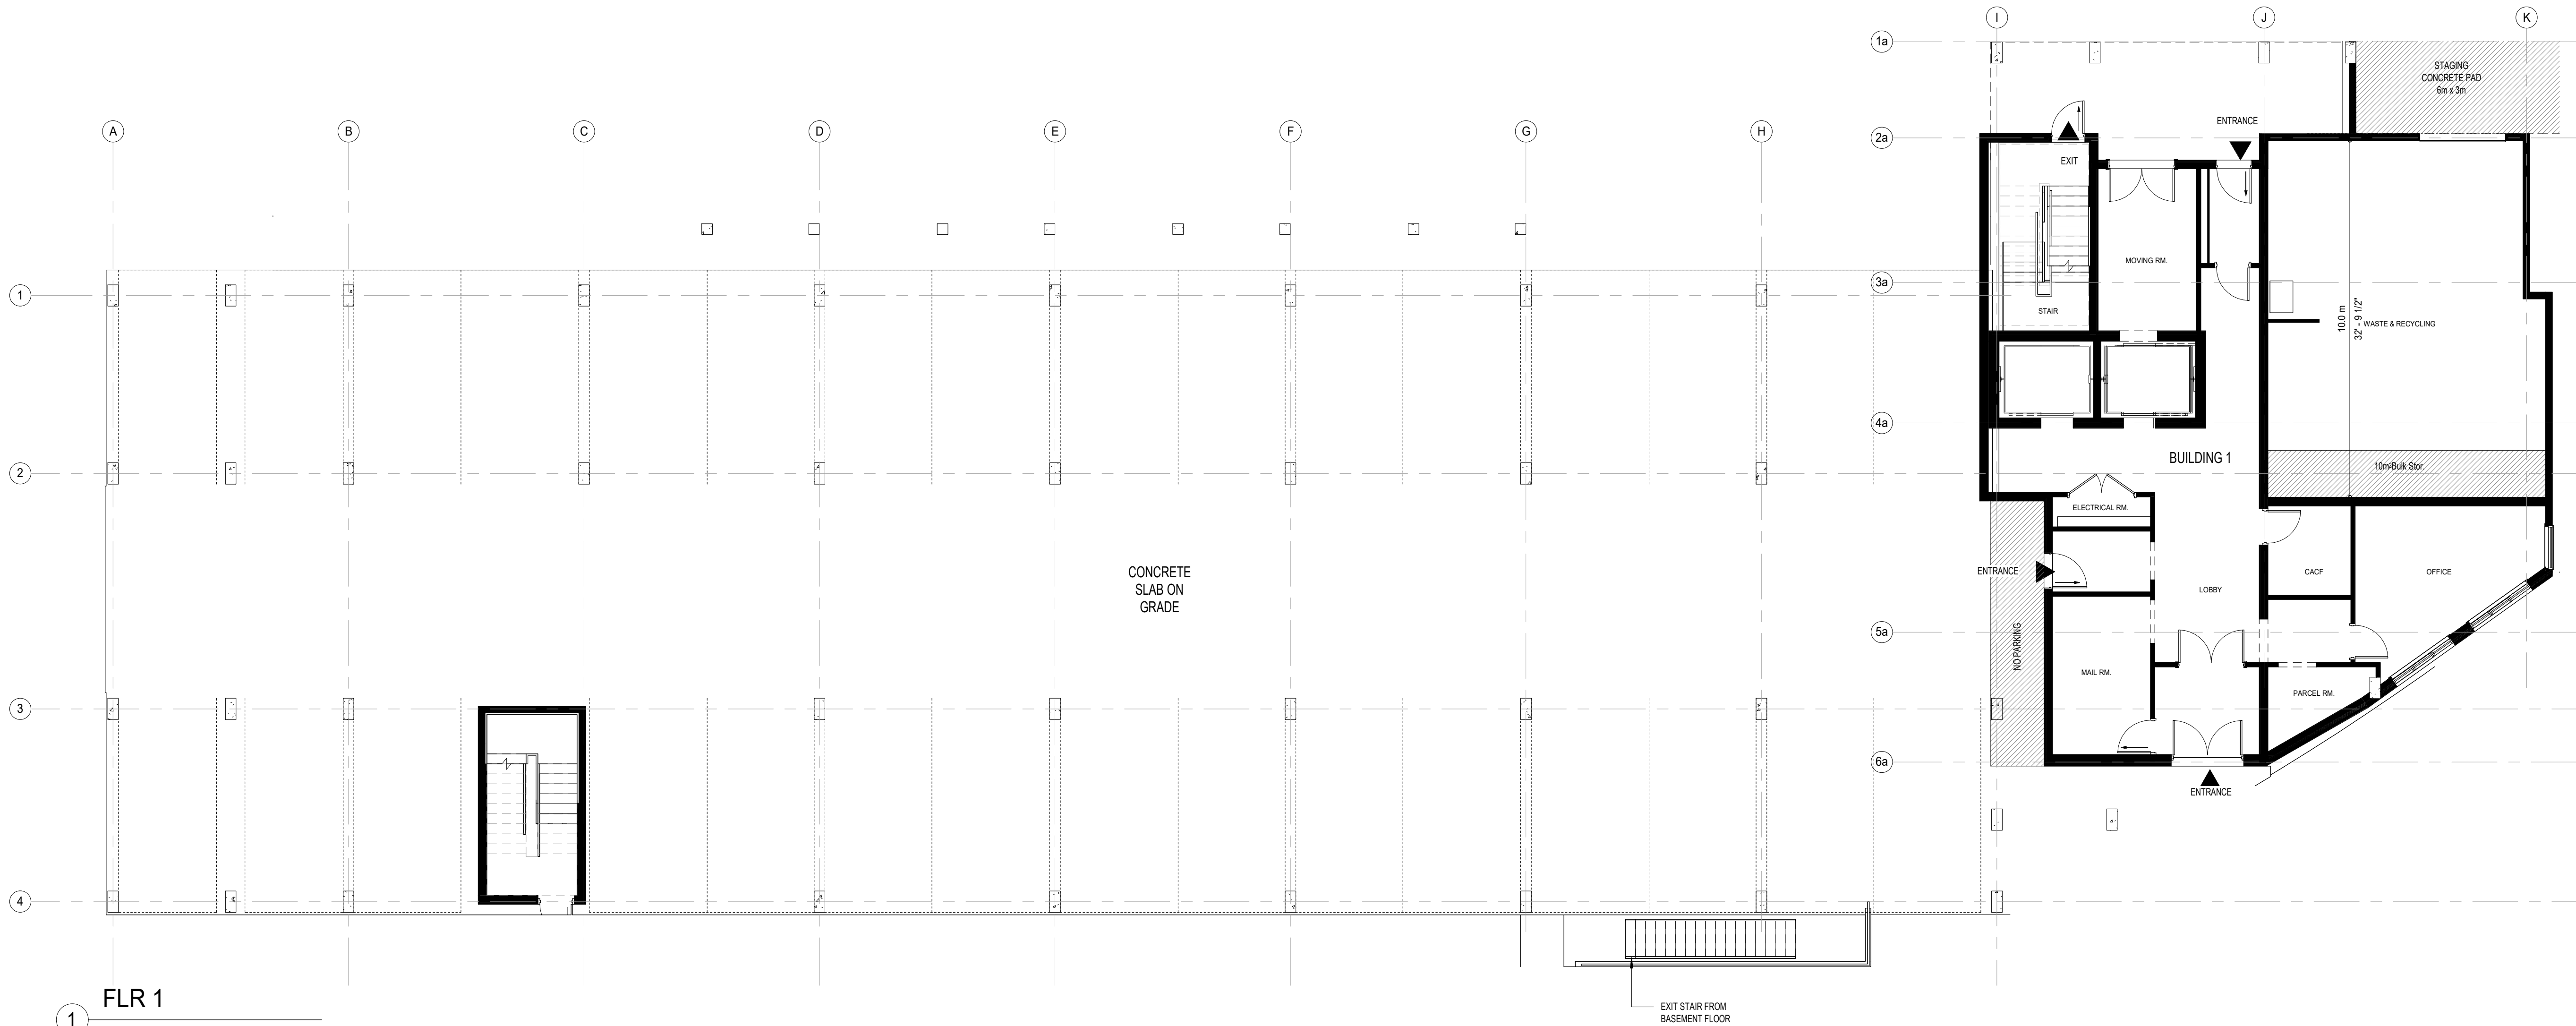 I
J
K
1a
STAGING
CONCRETE PAD
6m x 3m
A
B
C
D
E
F
G
H
2a
ENTRANCE
EXIT
MOVING RM.
3a
1
STAIR
10.0 m
32' - 9 1/2"
WASTE & RECYCLING
4a
BUILDING 1
10m² Bulk Stor.
2
ELECTRICAL RM.
CONCRETE
SLAB ON
GRADE
ENTRANCE
CACF
OFFICE
LOBBY
5a
NO PARKING
MAIL RM.
PARCEL RM.
3
6a
ENTRANCE
4
FLR 1
1
EXIT STAIR FROM
BASEMENT FLOOR